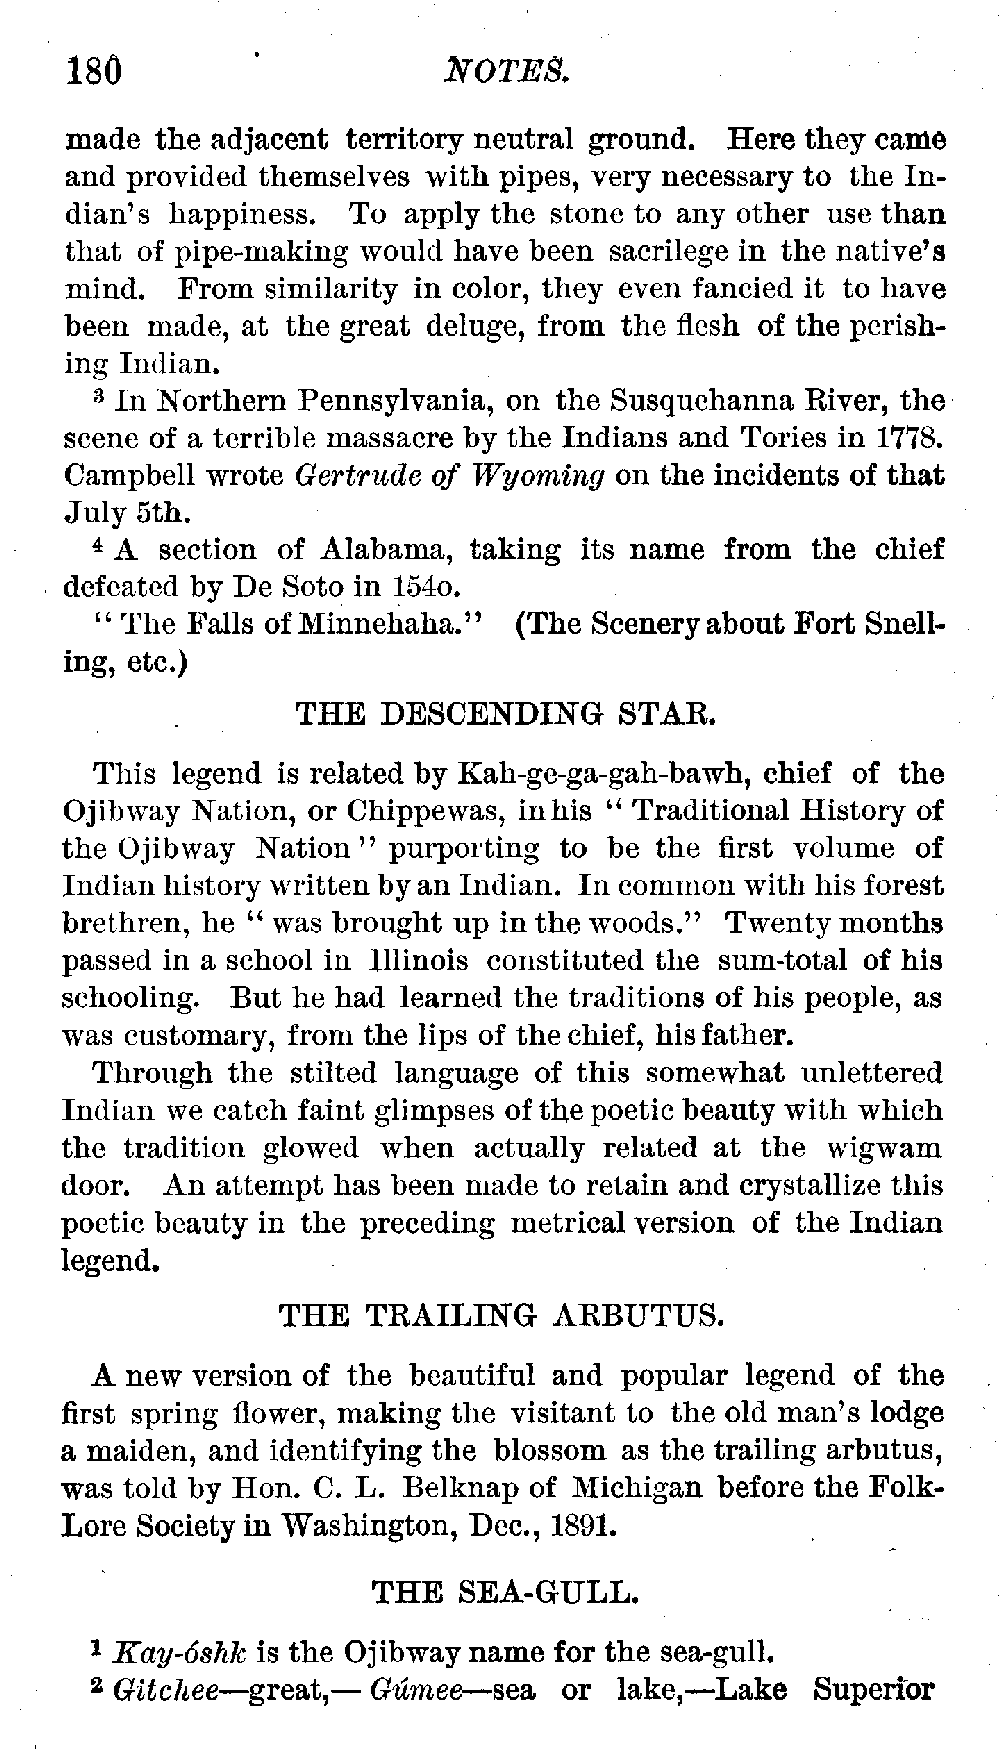 180 NOTES.
made the adjacent territory neutral ground. Here they came
and provided themselves with pipes, very necessary to the In-
dian's happiness. To apply the stone to any other use than
that of pipe-making would have been sacrilege in the native's
mind. From similarity in color, they even fancied it to have
been made, at the great deluge, from the flesh of the perish-
ing Indian.
³ In Northern Pennsylvania, on the Susquehanna River, the
scene of a terrible massacre by the Indians and Tories in 1778.
Campbell wrote Gertrude of Wyoming on the incidents of that
July 5th.
⁴ A section of Alabama, taking its name from the chief
defeated by De Soto in 154o.
"The Falls of Minnehaha." (The Scenery about Fort Snell-
ing, etc.)
THE DESCENDING STAR.
This legend is related by Kah-ge-ga-gah-bawh, chief of the
Ojibway Nation, or Chippewas, in his "Traditional History of
the Ojibway Nation" purporting to be the first volume of
Indian history written by an Indian. In common with his forest
brethren, he "was brought up in the woods." Twenty months
passed in a school in Illinois constituted the sum-total of his
schooling. But he had learned the traditions of his people, as
was customary, from the lips of the chief, his father.
Through the stilted language of this somewhat unlettered
Indian we catch faint glimpses of the poetic beauty with which
the tradition glowed when actually related at the wigwam
door. An attempt has been made to retain and crystallize this
poetic beauty in the preceding metrical version of the Indian
legend.
THE TRAILING ARBUTUS.
A new version of the beautiful and popular legend of the
first spring flower, making the visitant to the old man's lodge
a maiden, and identifying the blossom as the trailing arbutus,
was told by Hon. C. L. Belknap of Michigan before the Folk-
Lore Society in Washington, Dec., 1891.
THE SEA-GULL.
¹ Kay-óshk is the Ojibway name for the sea-gull.
² Gitchee—great,— Gúmee—sea or lake,—Lake Superior